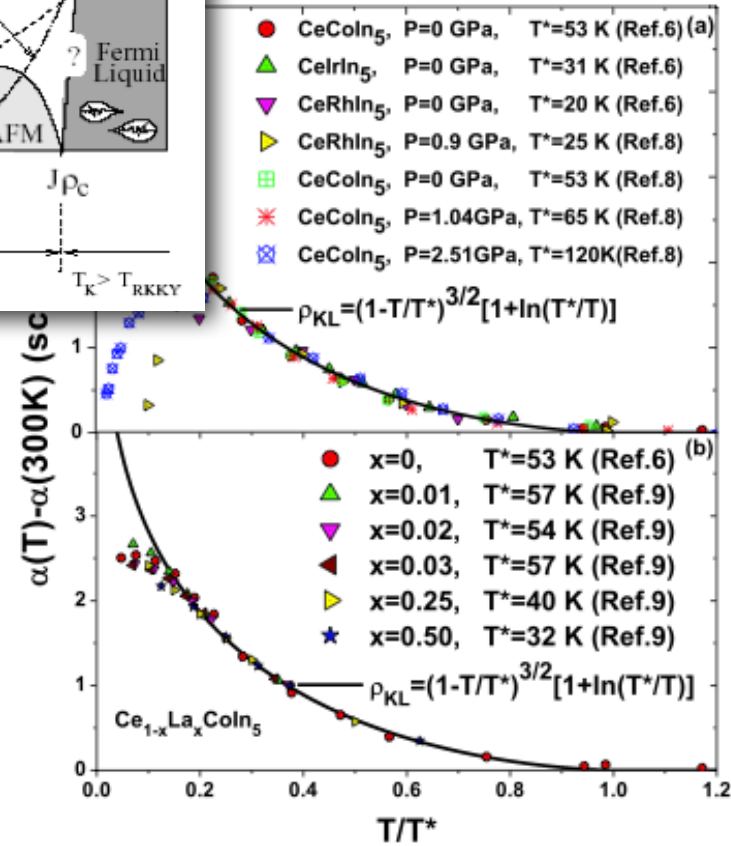 ?
Fermi
Liquid
AFM
Jρc
T_K > T_RKKY
(a)
CeCoIn5, P=0 GPa, T*=53 K (Ref.6)
CeIrIn5, P=0 GPa, T*=31 K (Ref.6)
CeRhIn5, P=0 GPa, T*=20 K (Ref.6)
CeRhIn5, P=0.9 GPa, T*=25 K (Ref.8)
CeCoIn5, P=0 GPa, T*=53 K (Ref.8)
CeCoIn5, P=1.04GPa, T*=65 K (Ref.8)
CeCoIn5, P=2.51GPa, T*=120K(Ref.8)
ρ_KL=(1-T/T*)^3/2[1+ln(T*/T)]
1
0
α(T)-α(300K) (sc
(b)
x=0, T*=53 K (Ref.6)
x=0.01, T*=57 K (Ref.9)
x=0.02, T*=54 K (Ref.9)
x=0.03, T*=57 K (Ref.9)
x=0.25, T*=40 K (Ref.9)
x=0.50, T*=32 K (Ref.9)
ρ_KL=(1-T/T*)^3/2[1+ln(T*/T)]
Ce1-xLaxCoIn5
3
2
1
0
0.0 0.2 0.4 0.6 0.8 1.0 1.2
T/T*